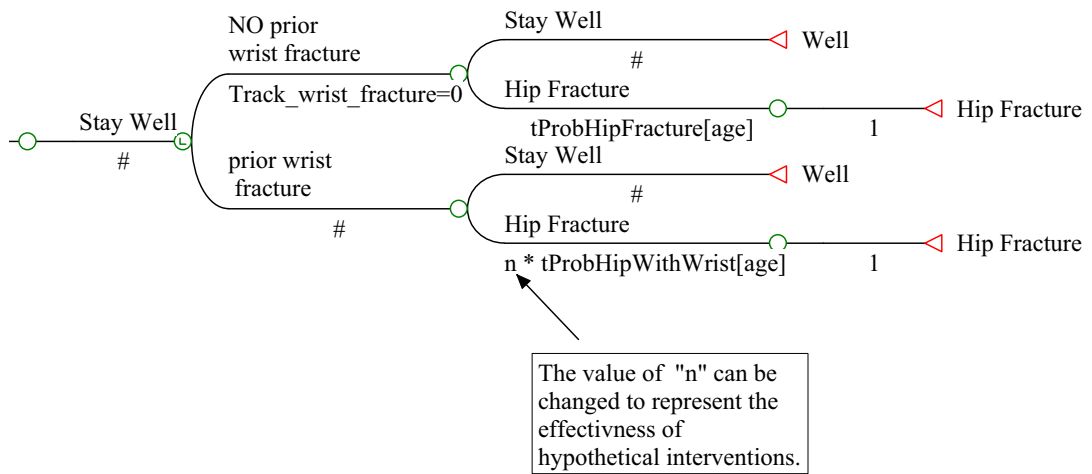 Stay Well
#
L
NO prior
wrist fracture
Track_wrist_fracture=0
Stay Well
#
Well
Hip Fracture
tProbHipFracture[age]
1
Hip Fracture
prior wrist
fracture
#
Stay Well
#
Well
Hip Fracture
n * tProbHipWithWrist[age]
1
Hip Fracture
The value of "n" can be
changed to represent the
effectivness of
hypothetical interventions.